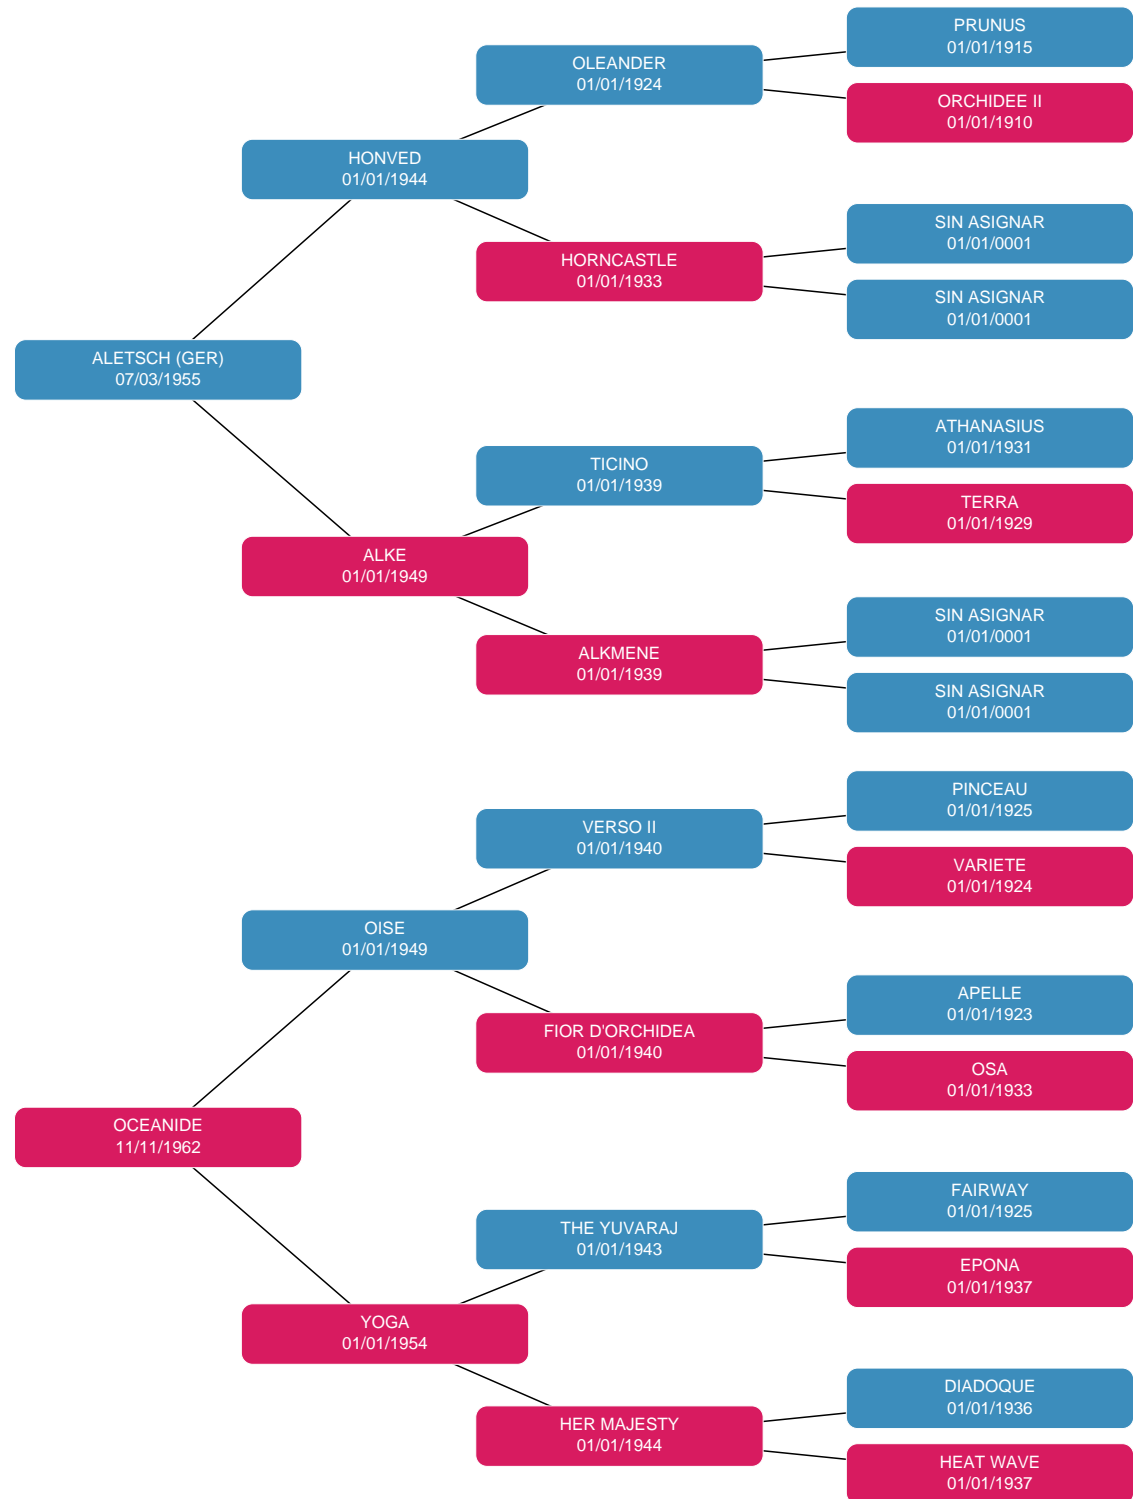 PRUNUS
01/01/1915
OLEANDER
01/01/1924
ORCHIDEE II
01/01/1910
HONVED
01/01/1944
SIN ASIGNAR
01/01/0001
HORNCASTLE
01/01/1933
SIN ASIGNAR
01/01/0001
ALETSCH (GER)
07/03/1955
ATHANASIUS
01/01/1931
TICINO
01/01/1939
TERRA
01/01/1929
ALKE
01/01/1949
SIN ASIGNAR
01/01/0001
ALKMENE
01/01/1939
SIN ASIGNAR
01/01/0001
PINCEAU
01/01/1925
VERSO II
01/01/1940
VARIETE
01/01/1924
OISE
01/01/1949
APELLE
01/01/1923
FIOR D'ORCHIDEA
01/01/1940
OSA
01/01/1933
OCEANIDE
11/11/1962
FAIRWAY
01/01/1925
THE YUVARAJ
01/01/1943
EPONA
01/01/1937
YOGA
01/01/1954
DIADOQUE
01/01/1936
HER MAJESTY
01/01/1944
HEAT WAVE
01/01/1937